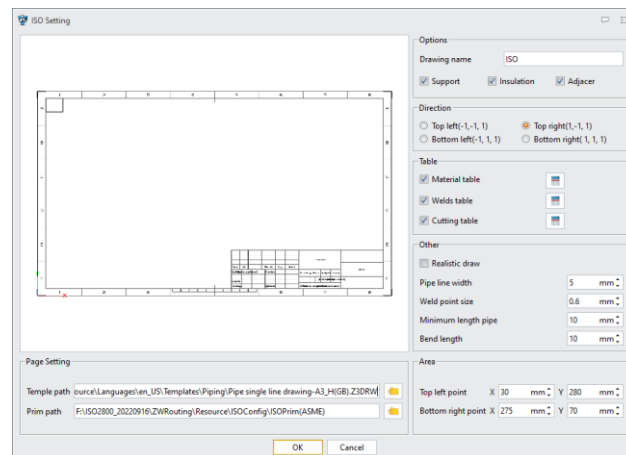 ISO Setting
Options
Drawing name ISO
Support Insulation Adjacer
Direction
Top left(-1,-1, 1) Top right(1,-1, 1)
Bottom left(-1, 1, 1) Bottom right( 1, 1, 1)
Table
Material table
Welds table
Cutting table
Other
Realistic draw
Pipe line width 5 mm
Weld point size 0.6 mm
Minimum length pipe 10 mm
Bend length 10 mm
Page Setting
Temple path ource\Languages\en_US\Templates\Piping\Pipe single line drawing-A3_H(GB).Z3DRW
Prim path F:\ISO2800_20220916\ZWRouting\Resource\ISOConfig\ISOPrim(ASME)
Area
Top left point X 30 mm Y 280 mm
Bottom right point X 275 mm Y 70 mm
OK Cancel